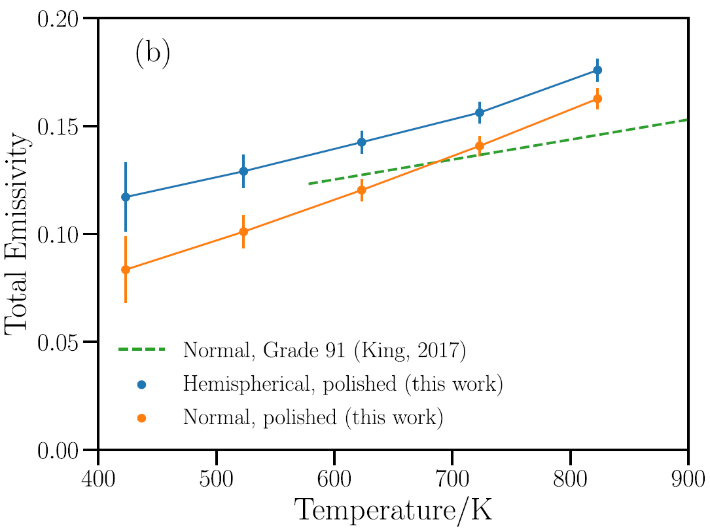 (b)
0.20
0.15
0.10
0.05
0.00
Total Emissivity
Normal, Grade 91 (King, 2017)
Hemispherical, polished (this work)
Normal, polished (this work)
400 500 600 700 800 900
Temperature/K